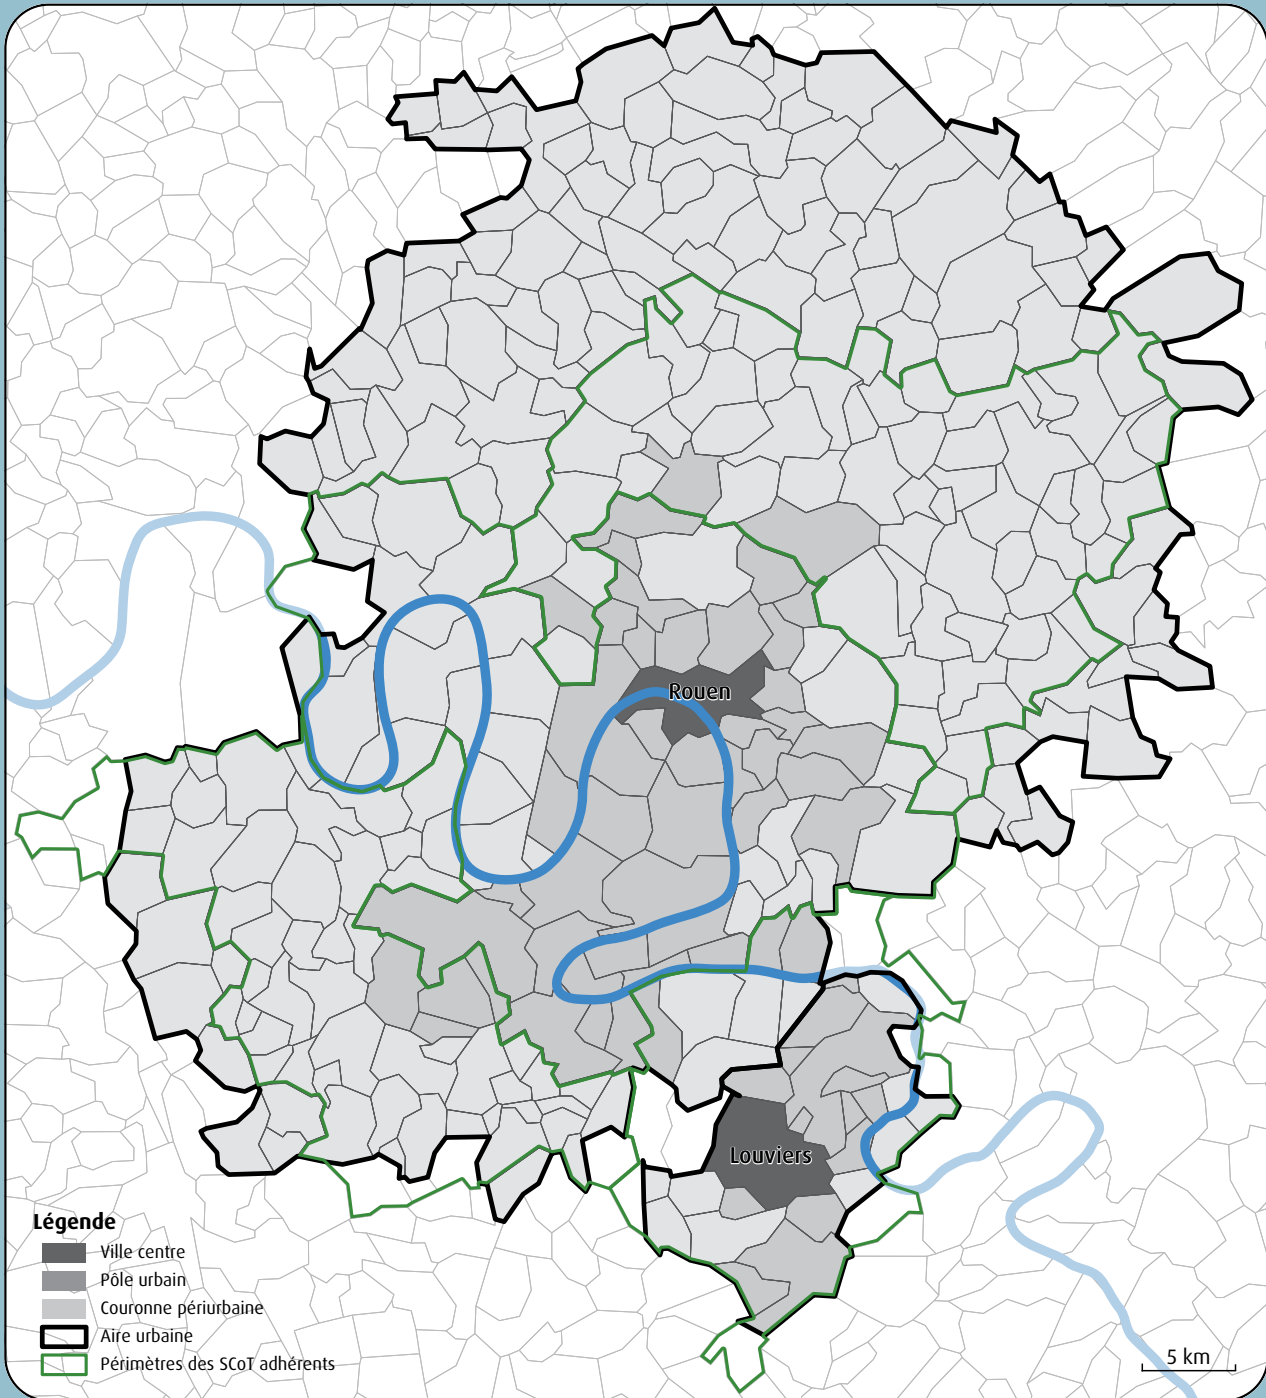 Rouen
Louviers
Légende
Ville centre
Pôle urbain
Couronne périurbaine
Aire urbaine
Périmètres des SCoT adhérents
5 km